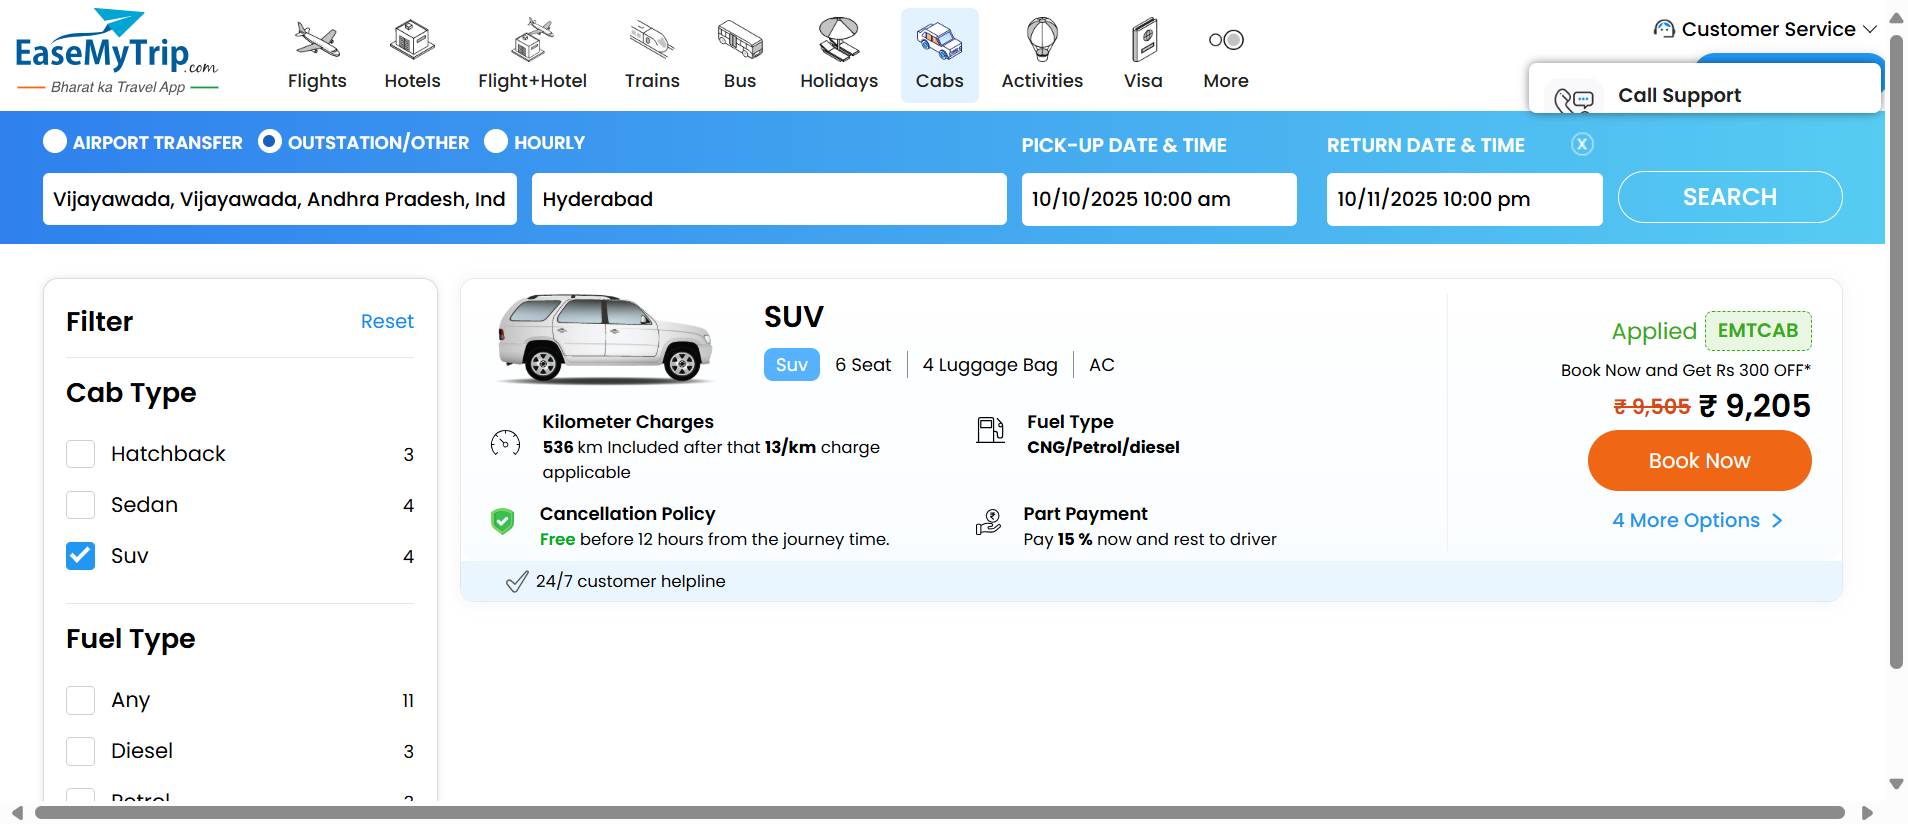 EaseMyTrip.com
Bharat ka Travel App
Flights
Hotels
Flight+Hotel
Trains
Bus
Holidays
Cabs
Activities
Visa
More
Customer Service
Call Support
AIRPORT TRANSFER
OUTSTATION/OTHER
HOURLY
PICK-UP DATE & TIME
RETURN DATE & TIME
X
Vijayawada, Vijayawada, Andhra Pradesh, Ind
Hyderabad
10/10/2025 10:00 am
10/11/2025 10:00 pm
SEARCH
Filter
Reset
Cab Type
Hatchback 3
Sedan 4
Suv 4
Fuel Type
Any 11
Diesel 3
Petrol
SUV
Suv
6 Seat
4 Luggage Bag
AC
Kilometer Charges
536 km Included after that 13/km charge
applicable
Fuel Type
CNG/Petrol/diesel
Cancellation Policy
Free before 12 hours from the journey time.
Part Payment
Pay 15 % now and rest to driver
24/7 customer helpline
Applied EMTCAB
Book Now and Get Rs 300 OFF*
₹ 9,505 ₹ 9,205
Book Now
4 More Options